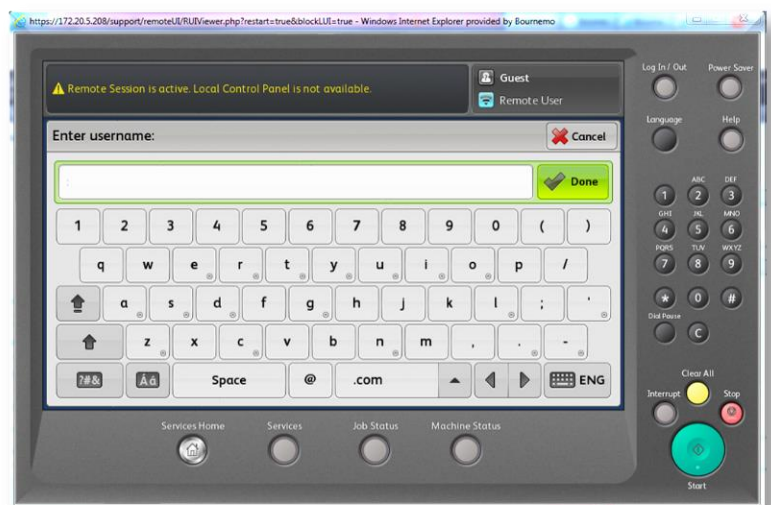 https://172.20.5.208/support/remoteUI/RUIViewer.php?restart=true&blockLUI=true - Windows Internet Explorer provided by Bournemo
Remote Session is active. Local Control Panel is not available.
Guest
Remote User
Log In / Out Power Saver
Language Help
Enter username:
Cancel
Done
1 2 3 4 5 6 7 8 9 0 ( )
q w e r t y u i o p /
a s d f g h j k l ; '
z x c v b n m , . -
?#& Áá Space @ .com ENG
ABC DEF
1 2 3
GHI JKL MNO
4 5 6
PQRS TUV WXYZ
7 8 9
* 0 #
Dial Pause
C
Clear All
Interrupt Stop
Start
Services Home Services Job Status Machine Status